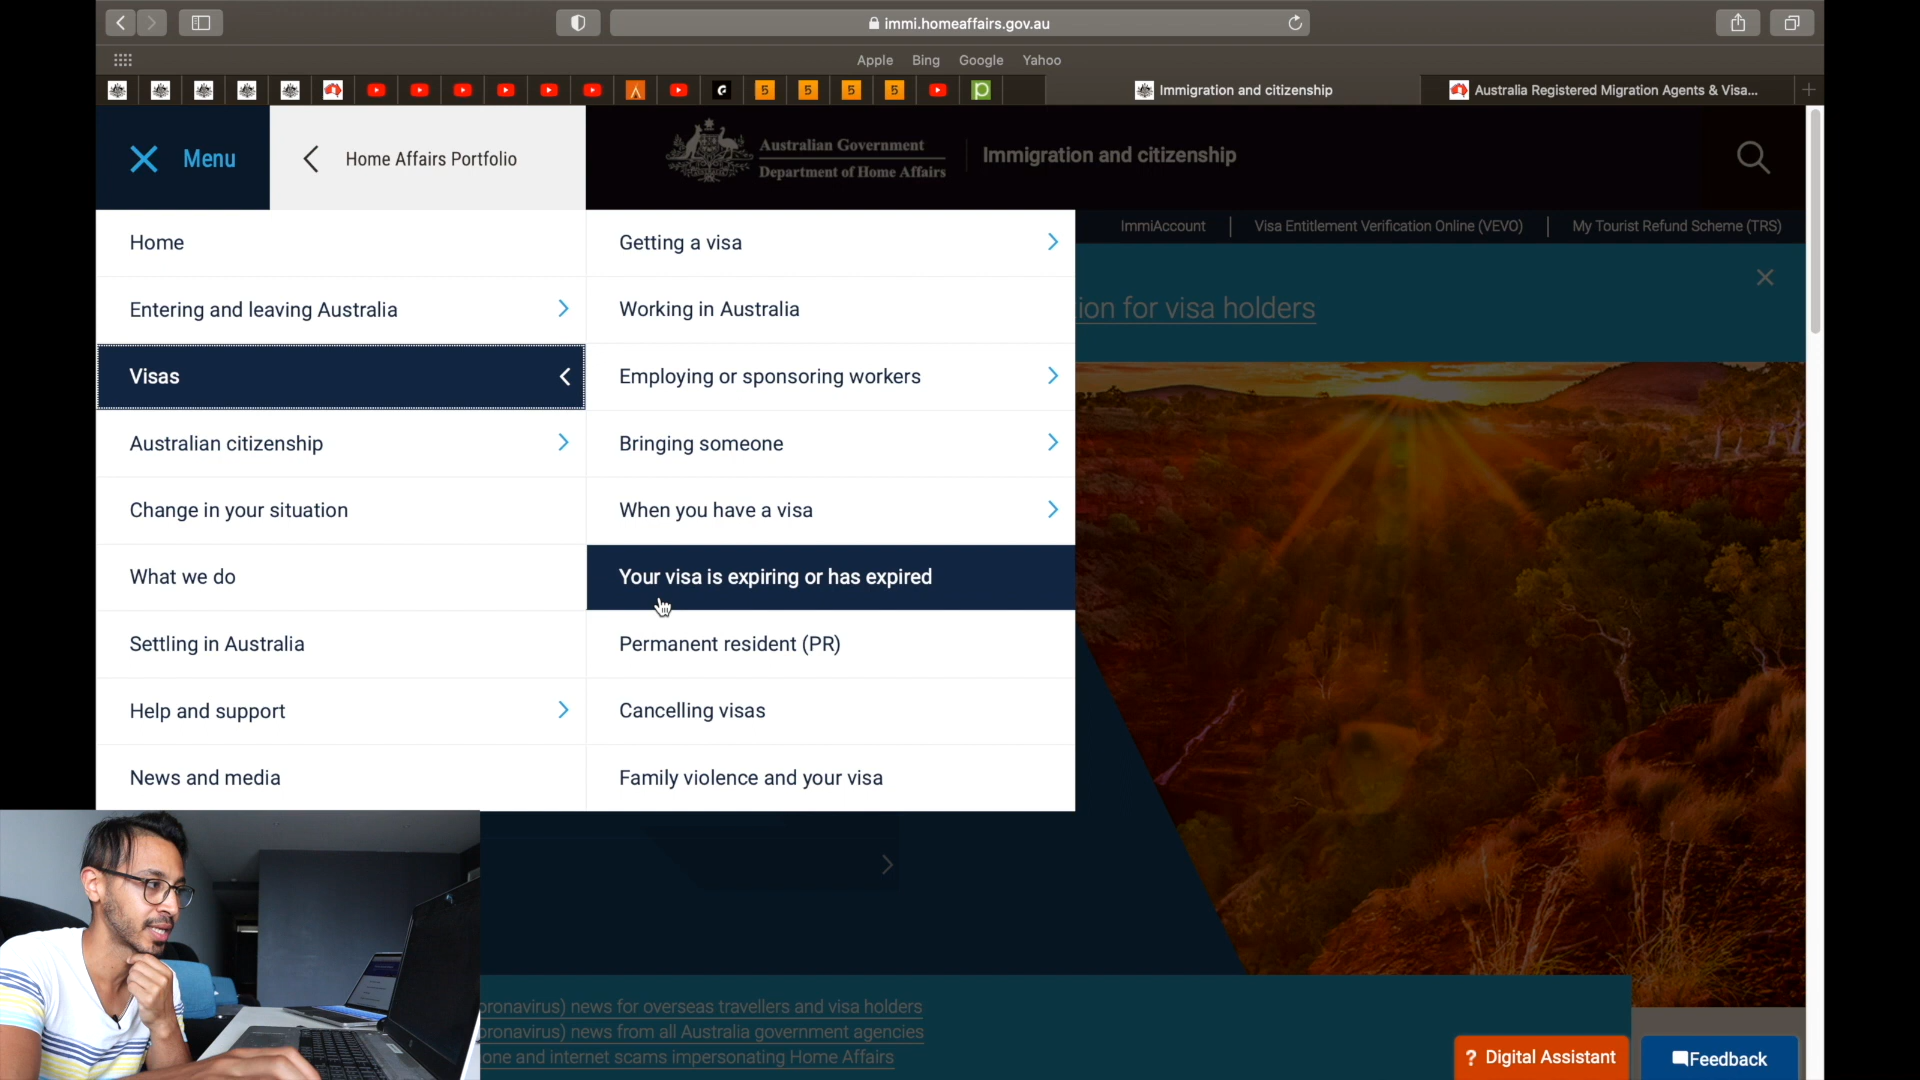 immi.homeaffairs.gov.au
Apple Bing Google Yahoo
5 5 5 5
Immigration and citizenship
Australia Registered Migration Agents & Visa...
Menu
Home Affairs Portfolio
Australian Government
Department of Home Affairs
Immigration and citizenship
ImmiAccount
Visa Entitlement Verification Online (VEVO)
My Tourist Refund Scheme (TRS)
ion for visa holders
Home
Entering and leaving Australia
Visas
Australian citizenship
Change in your situation
What we do
Settling in Australia
Help and support
News and media
Getting a visa
Working in Australia
Employing or sponsoring workers
Bringing someone
When you have a visa
Your visa is expiring or has expired
Permanent resident (PR)
Cancelling visas
Family violence and your visa
oronavirus) news for overseas travellers and visa holders
oronavirus) news from all Australia government agencies
one and internet scams impersonating Home Affairs
? Digital Assistant
Feedback